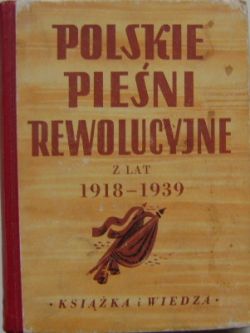 POLSKIE
PIEŚNI
REWOLUCYJNE
Z LAT
1918-1939
• KSIĄŻKA i WIEDZA •